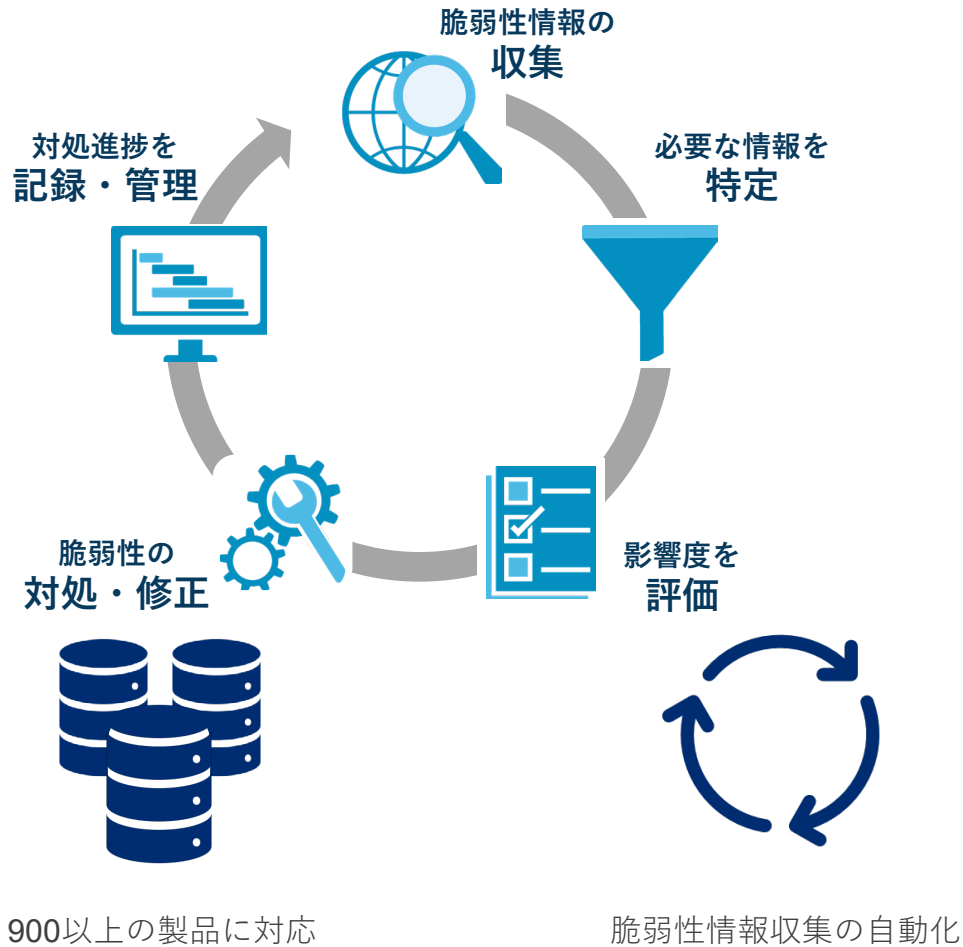 脆弱性情報の
収集
必要な情報を
特定
影響度を
評価
脆弱性の
対処・修正
対処進捗を
記録・管理
900以上の製品に対応
脆弱性情報収集の自動化